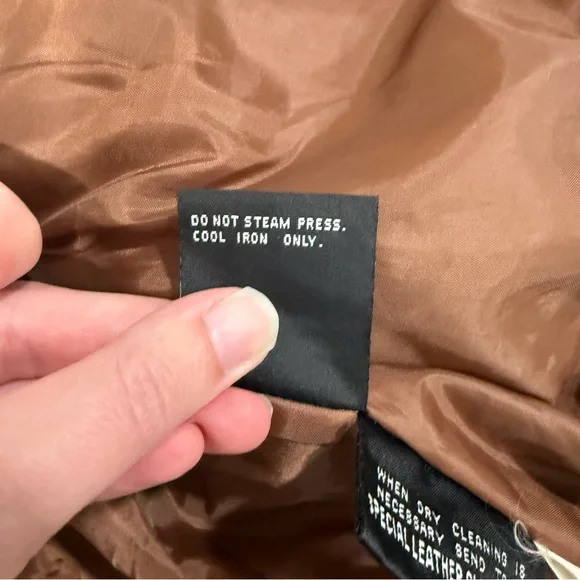 DO NOT STEAM PRESS.
COOL IRON ONLY.
WHEN DRY CLEANING IS
NECESSARY SEND TO
SPECIAL LEATHER